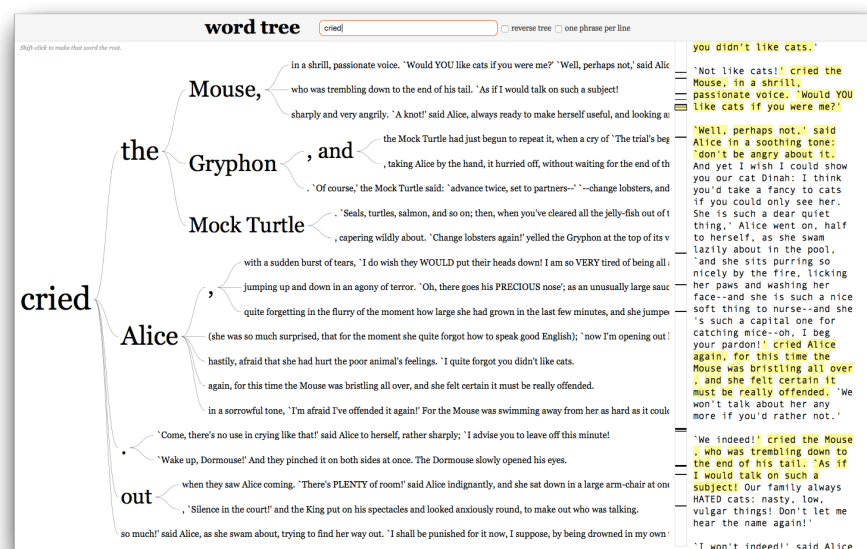 word tree
cried
reverse tree
one phrase per line
Shift-click to make that word the root.
cried
the
Mouse,
in a shrill, passionate voice. `Would YOU like cats if you were me?' `Well, perhaps not,' said Alic
who was trembling down to the end of his tail. `As if I would talk on such a subject!
sharply and very angrily. `A knot!' said Alice, always ready to make herself useful, and looking a
Gryphon
, and
the Mock Turtle had just begun to repeat it, when a cry of `The trial's beg
, taking Alice by the hand, it hurried off, without waiting for the end of th
. `Of course,' the Mock Turtle said: `advance twice, set to partners--' `--change lobsters, and
Mock Turtle
. `Seals, turtles, salmon, and so on; then, when you've cleared all the jelly-fish out of t
, capering wildly about. `Change lobsters again!' yelled the Gryphon at the top of its v
Alice
,
with a sudden burst of tears, `I do wish they WOULD put their heads down! I am so VERY tired of being all
jumping up and down in an agony of terror. `Oh, there goes his PRECIOUS nose'; as an unusually large sauc
quite forgetting in the flurry of the moment how large she had grown in the last few minutes, and she jumpe
(she was so much surprised, that for the moment she quite forgot how to speak good English); `now I'm opening out
hastily, afraid that she had hurt the poor animal's feelings. `I quite forgot you didn't like cats.
again, for this time the Mouse was bristling all over, and she felt certain it must be really offended.
in a sorrowful tone, `I'm afraid I've offended it again!' For the Mouse was swimming away from her as hard as it coul
.
`Come, there's no use in crying like that!' said Alice to herself, rather sharply; `I advise you to leave off this minute!
`Wake up, Dormouse!' And they pinched it on both sides at once. The Dormouse slowly opened his eyes.
out
when they saw Alice coming. `There's PLENTY of room!' said Alice indignantly, and she sat down in a large arm-chair at one
, `Silence in the court!' and the King put on his spectacles and looked anxiously round, to make out who was talking.
so much!' said Alice, as she swam about, trying to find her way out. `I shall be punished for it now, I suppose, by being drowned in my own
you didn't like cats.'
`Not like cats!' cried the
Mouse, in a shrill,
passionate voice. `Would YOU
like cats if you were me?'
`Well, perhaps not,' said
Alice in a soothing tone:
`don't be angry about it.
And yet I wish I could show
you our cat Dinah: I think
you'd take a fancy to cats
if you could only see her.
She is such a dear quiet
thing,' Alice went on, half
to herself, as she swam
lazily about in the pool,
`and she sits purring so
nicely by the fire, licking
her paws and washing her
face--and she is such a nice
soft thing to nurse--and she
's such a capital one for
catching mice--oh, I beg
your pardon!' cried Alice
again, for this time the
Mouse was bristling all over
, and she felt certain it
must be really offended. `We
won't talk about her any
more if you'd rather not.'
`We indeed!' cried the Mouse
, who was trembling down to
the end of his tail. `As if
I would talk on such a
subject! Our family always
HATED cats: nasty, low,
vulgar things! Don't let me
hear the name again!'
`I won't indeed!' said Alice